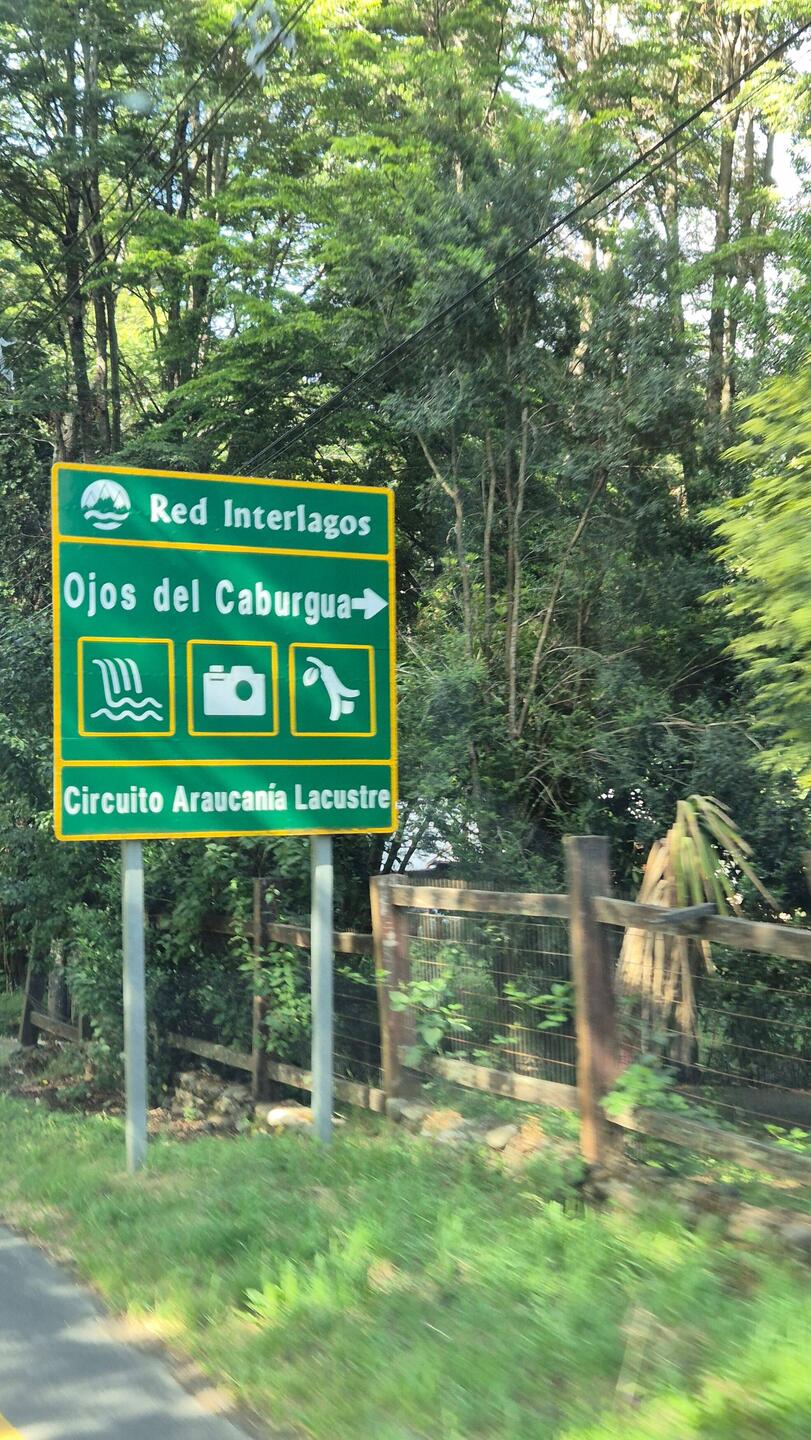 Red Interlagos
Ojos del Caburgua
Circuito Araucanía Lacustre